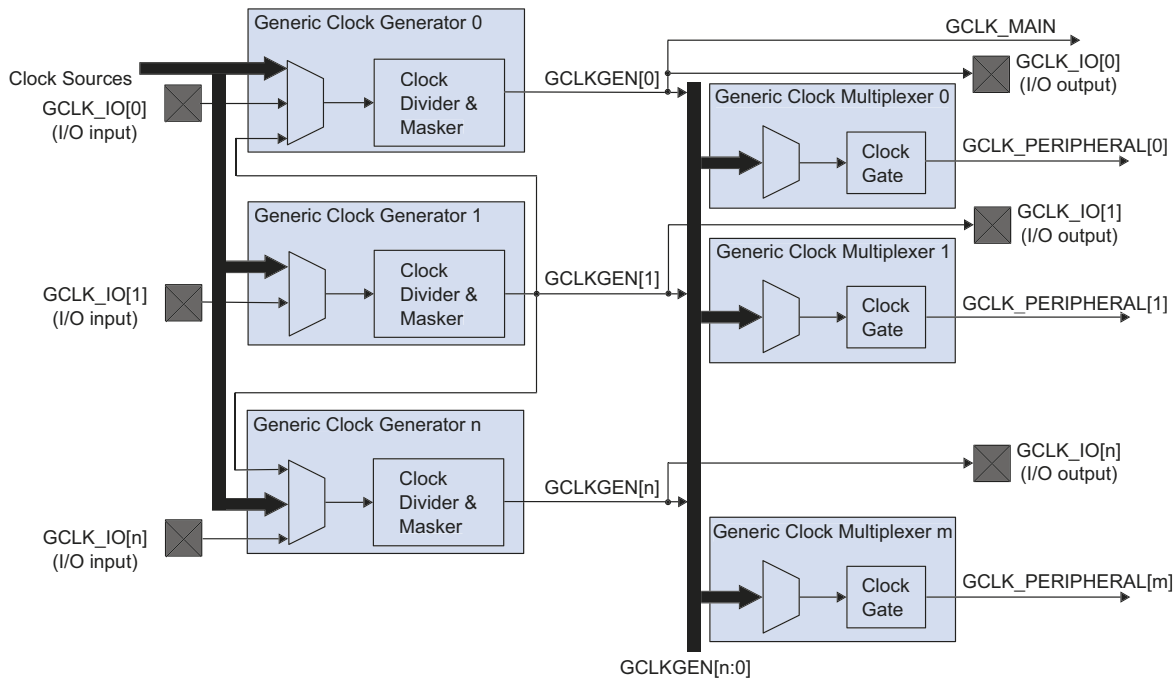 Generic Clock Generator 0
Clock Sources
GCLK_IO[0]
(I/O input)
Clock
Divider &
Masker
GCLKGEN[0]
GCLK_MAIN
GCLK_IO[0]
(I/O output)
Generic Clock Multiplexer 0
Clock
Gate
GCLK_PERIPHERAL[0]
Generic Clock Generator 1
GCLK_IO[1]
(I/O input)
Clock
Divider &
Masker
GCLKGEN[1]
GCLK_IO[1]
(I/O output)
Generic Clock Multiplexer 1
Clock
Gate
GCLK_PERIPHERAL[1]
Generic Clock Generator n
GCLK_IO[n]
(I/O input)
Clock
Divider &
Masker
GCLKGEN[n]
GCLK_IO[n]
(I/O output)
Generic Clock Multiplexer m
Clock
Gate
GCLK_PERIPHERAL[m]
GCLKGEN[n:0]